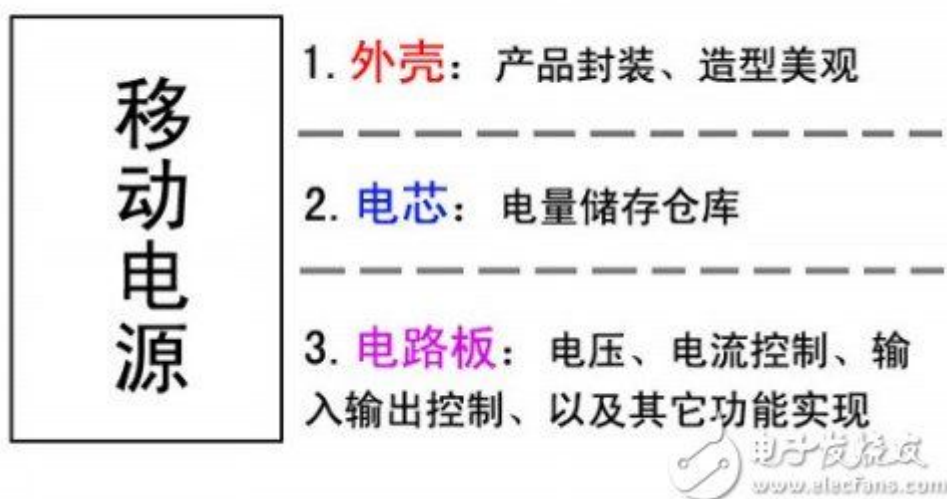 移动电源
1. 外壳： 产品封装、造型美观
2. 电芯： 电量储存仓库
3. 电路板： 电压、电流控制、输
入输出控制、以及其它功能实现
电子发烧友
www.elecfans.com